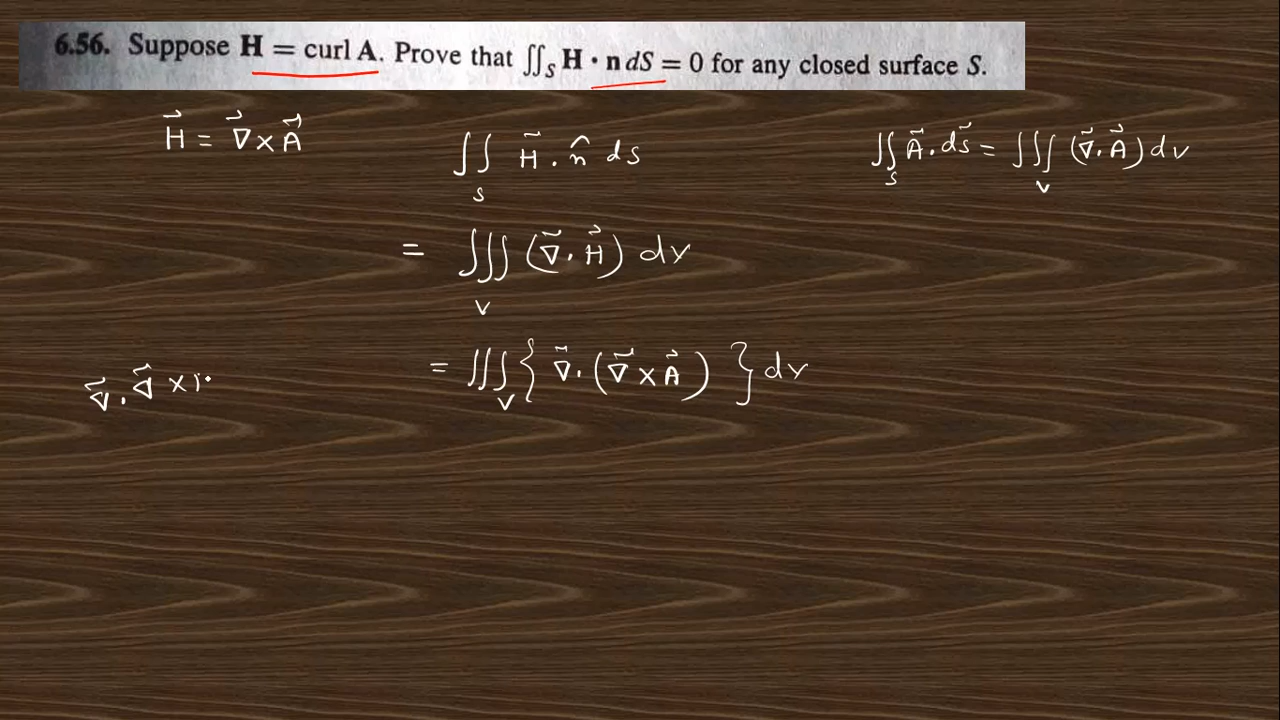 6.56. Suppose H = curl A. Prove that ∬_S H · n dS = 0 for any closed surface S.
H⃗ = ∇⃗ × A⃗
∬_S H⃗ . n̂ ds
∬_S A⃗ . ds⃗ = ∭_V (∇⃗ . A⃗) dv
= ∭_V (∇⃗ . H⃗) dv
= ∭_V { ∇⃗ . (∇⃗ × A⃗) } dv
∇⃗ . ∇⃗ ×